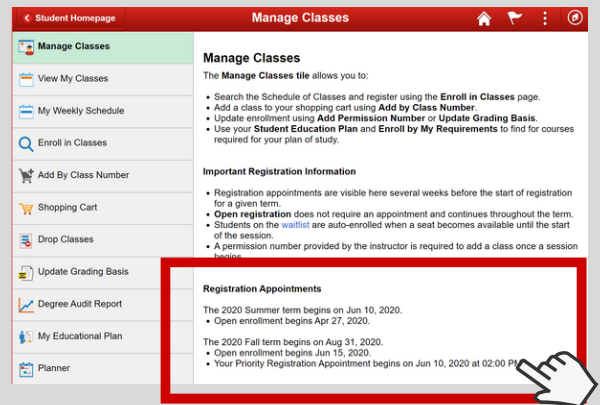 Student Homepage
Manage Classes
Manage Classes
View My Classes
My Weekly Schedule
Enroll in Classes
Add By Class Number
Shopping Cart
Drop Classes
Update Grading Basis
Degree Audit Report
My Educational Plan
Planner
Manage Classes
The Manage Classes tile allows you to:
• Search the Schedule of Classes and register using the Enroll in Classes page.
• Add a class to your shopping cart using Add by Class Number.
• Update enrollment using Add Permission Number or Update Grading Basis.
• Use your Student Education Plan and Enroll by My Requirements to find for courses
required for your plan of study.
Important Registration Information
• Registration appointments are visible here several weeks before the start of registration
for a given term.
• Open registration does not require an appointment and continues throughout the term.
• Students on the waitlist are auto-enrolled when a seat becomes available until the start
of the session.
• A permission number provided by the instructor is required to add a class once a session
begins
Registration Appointments
The 2020 Summer term begins on Jun 10, 2020.
• Open enrollment begins Apr 27, 2020.
The 2020 Fall term begins on Aug 31, 2020.
• Open enrollment begins Jun 15, 2020.
• Your Priority Registration Appointment begins on Jun 10, 2020 at 02:00 PM